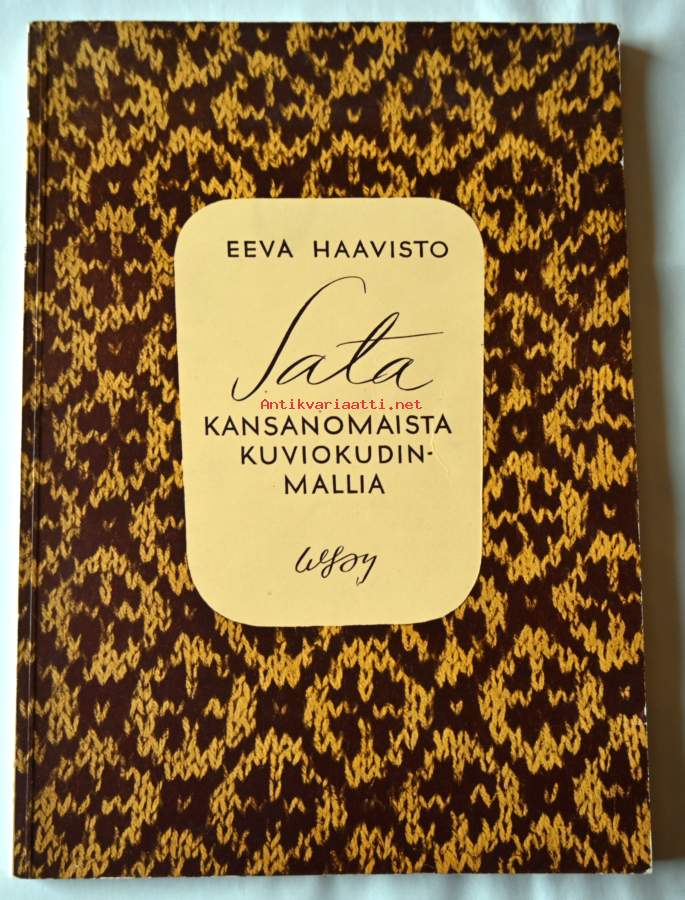 EEVA HAAVISTO
Sata
Antikvariaatti.net
KANSANOMAISTA
KUVIOKUDIN-
MALLIA
wsoy